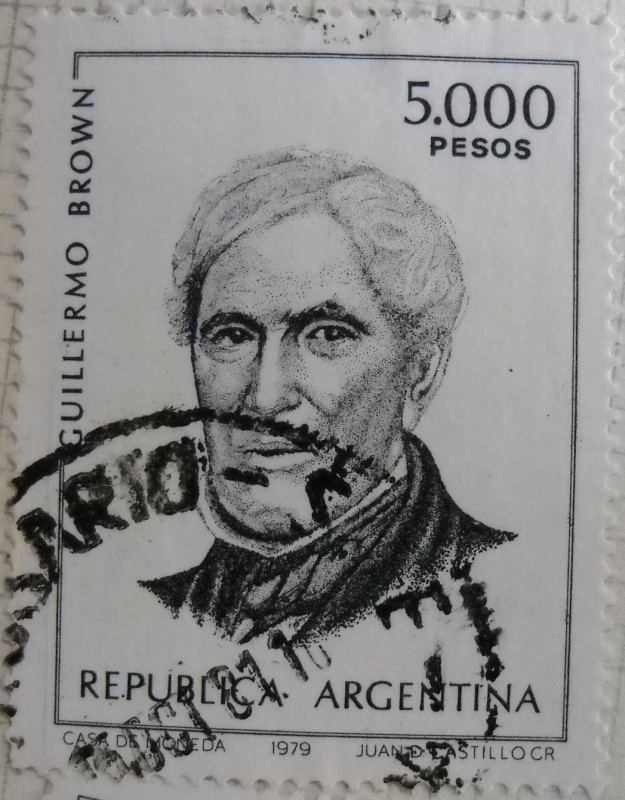 5.000
PESOS
GUILLERMO BROWN
REPUBLICA ARGENTINA
CASA DE MONEDA 1979 JUAN D. CASTILLO GR